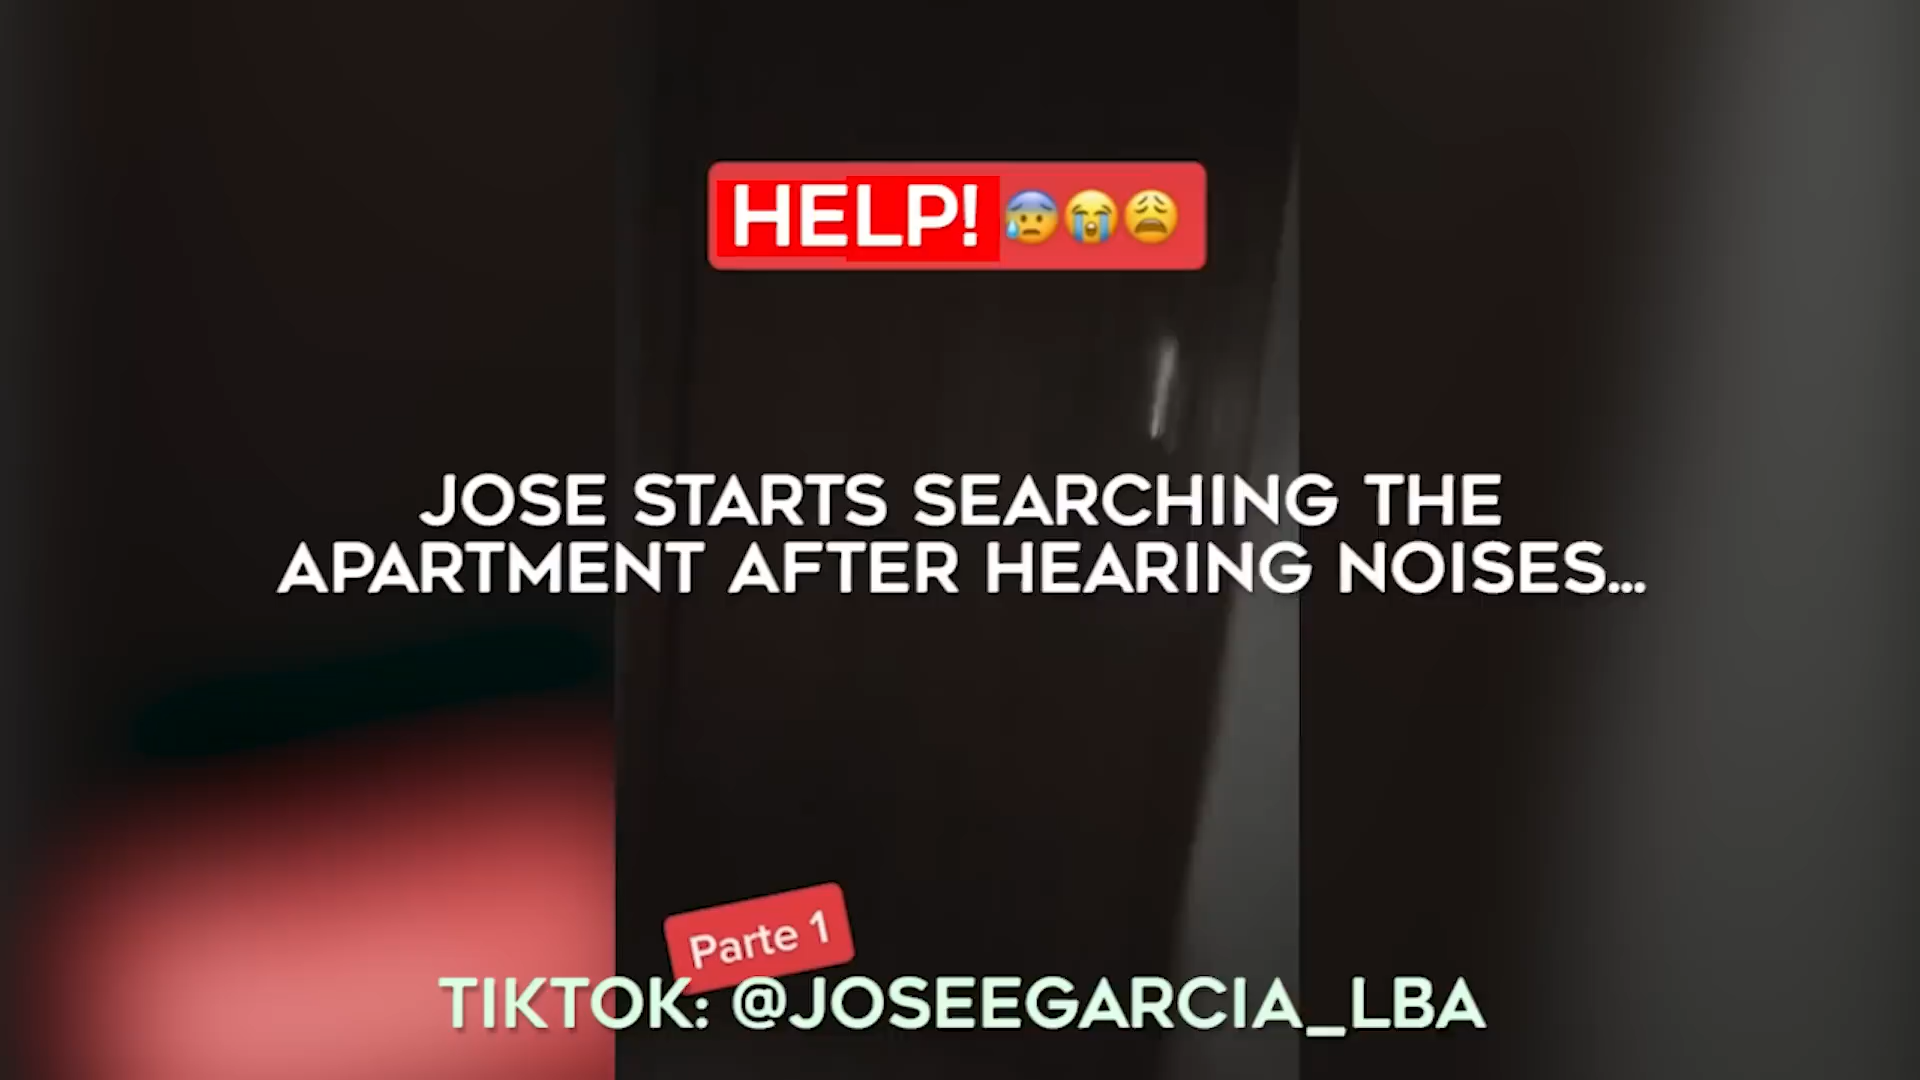 HELP! 😰😭😩
JOSE STARTS SEARCHING THE
APARTMENT AFTER HEARING NOISES...
Parte 1
TIKTOK: @JOSEEGARCIA_LBA